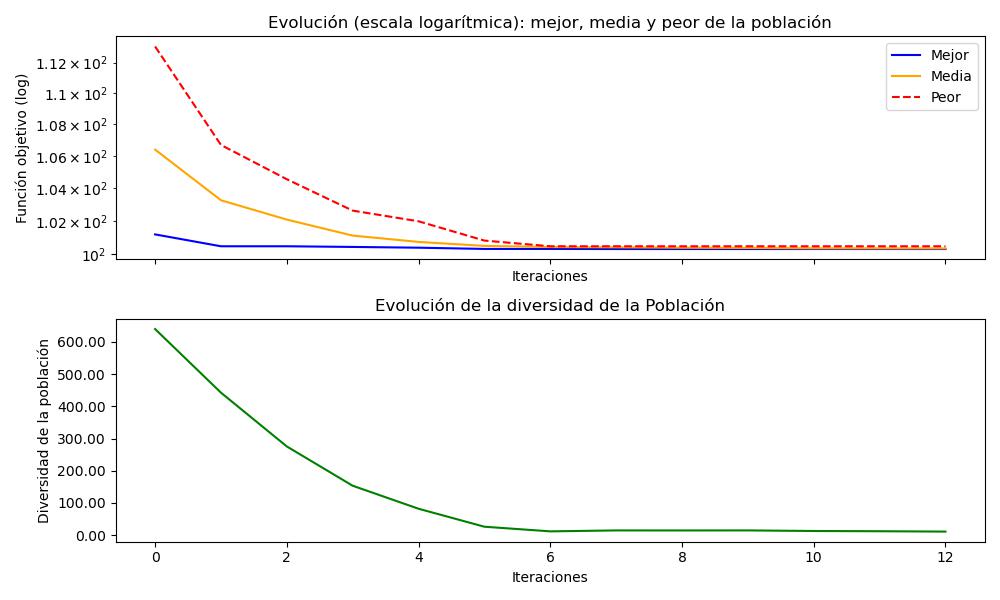 Evolución (escala logarítmica): mejor, media y peor de la población
Función objetivo (log)
1.12 × 10²
1.1 × 10²
1.08 × 10²
1.06 × 10²
1.04 × 10²
1.02 × 10²
10²
Mejor
Media
Peor
Iteraciones
Evolución de la diversidad de la Población
Diversidad de la población
600.00
500.00
400.00
300.00
200.00
100.00
0.00
0 2 4 6 8 10 12
Iteraciones